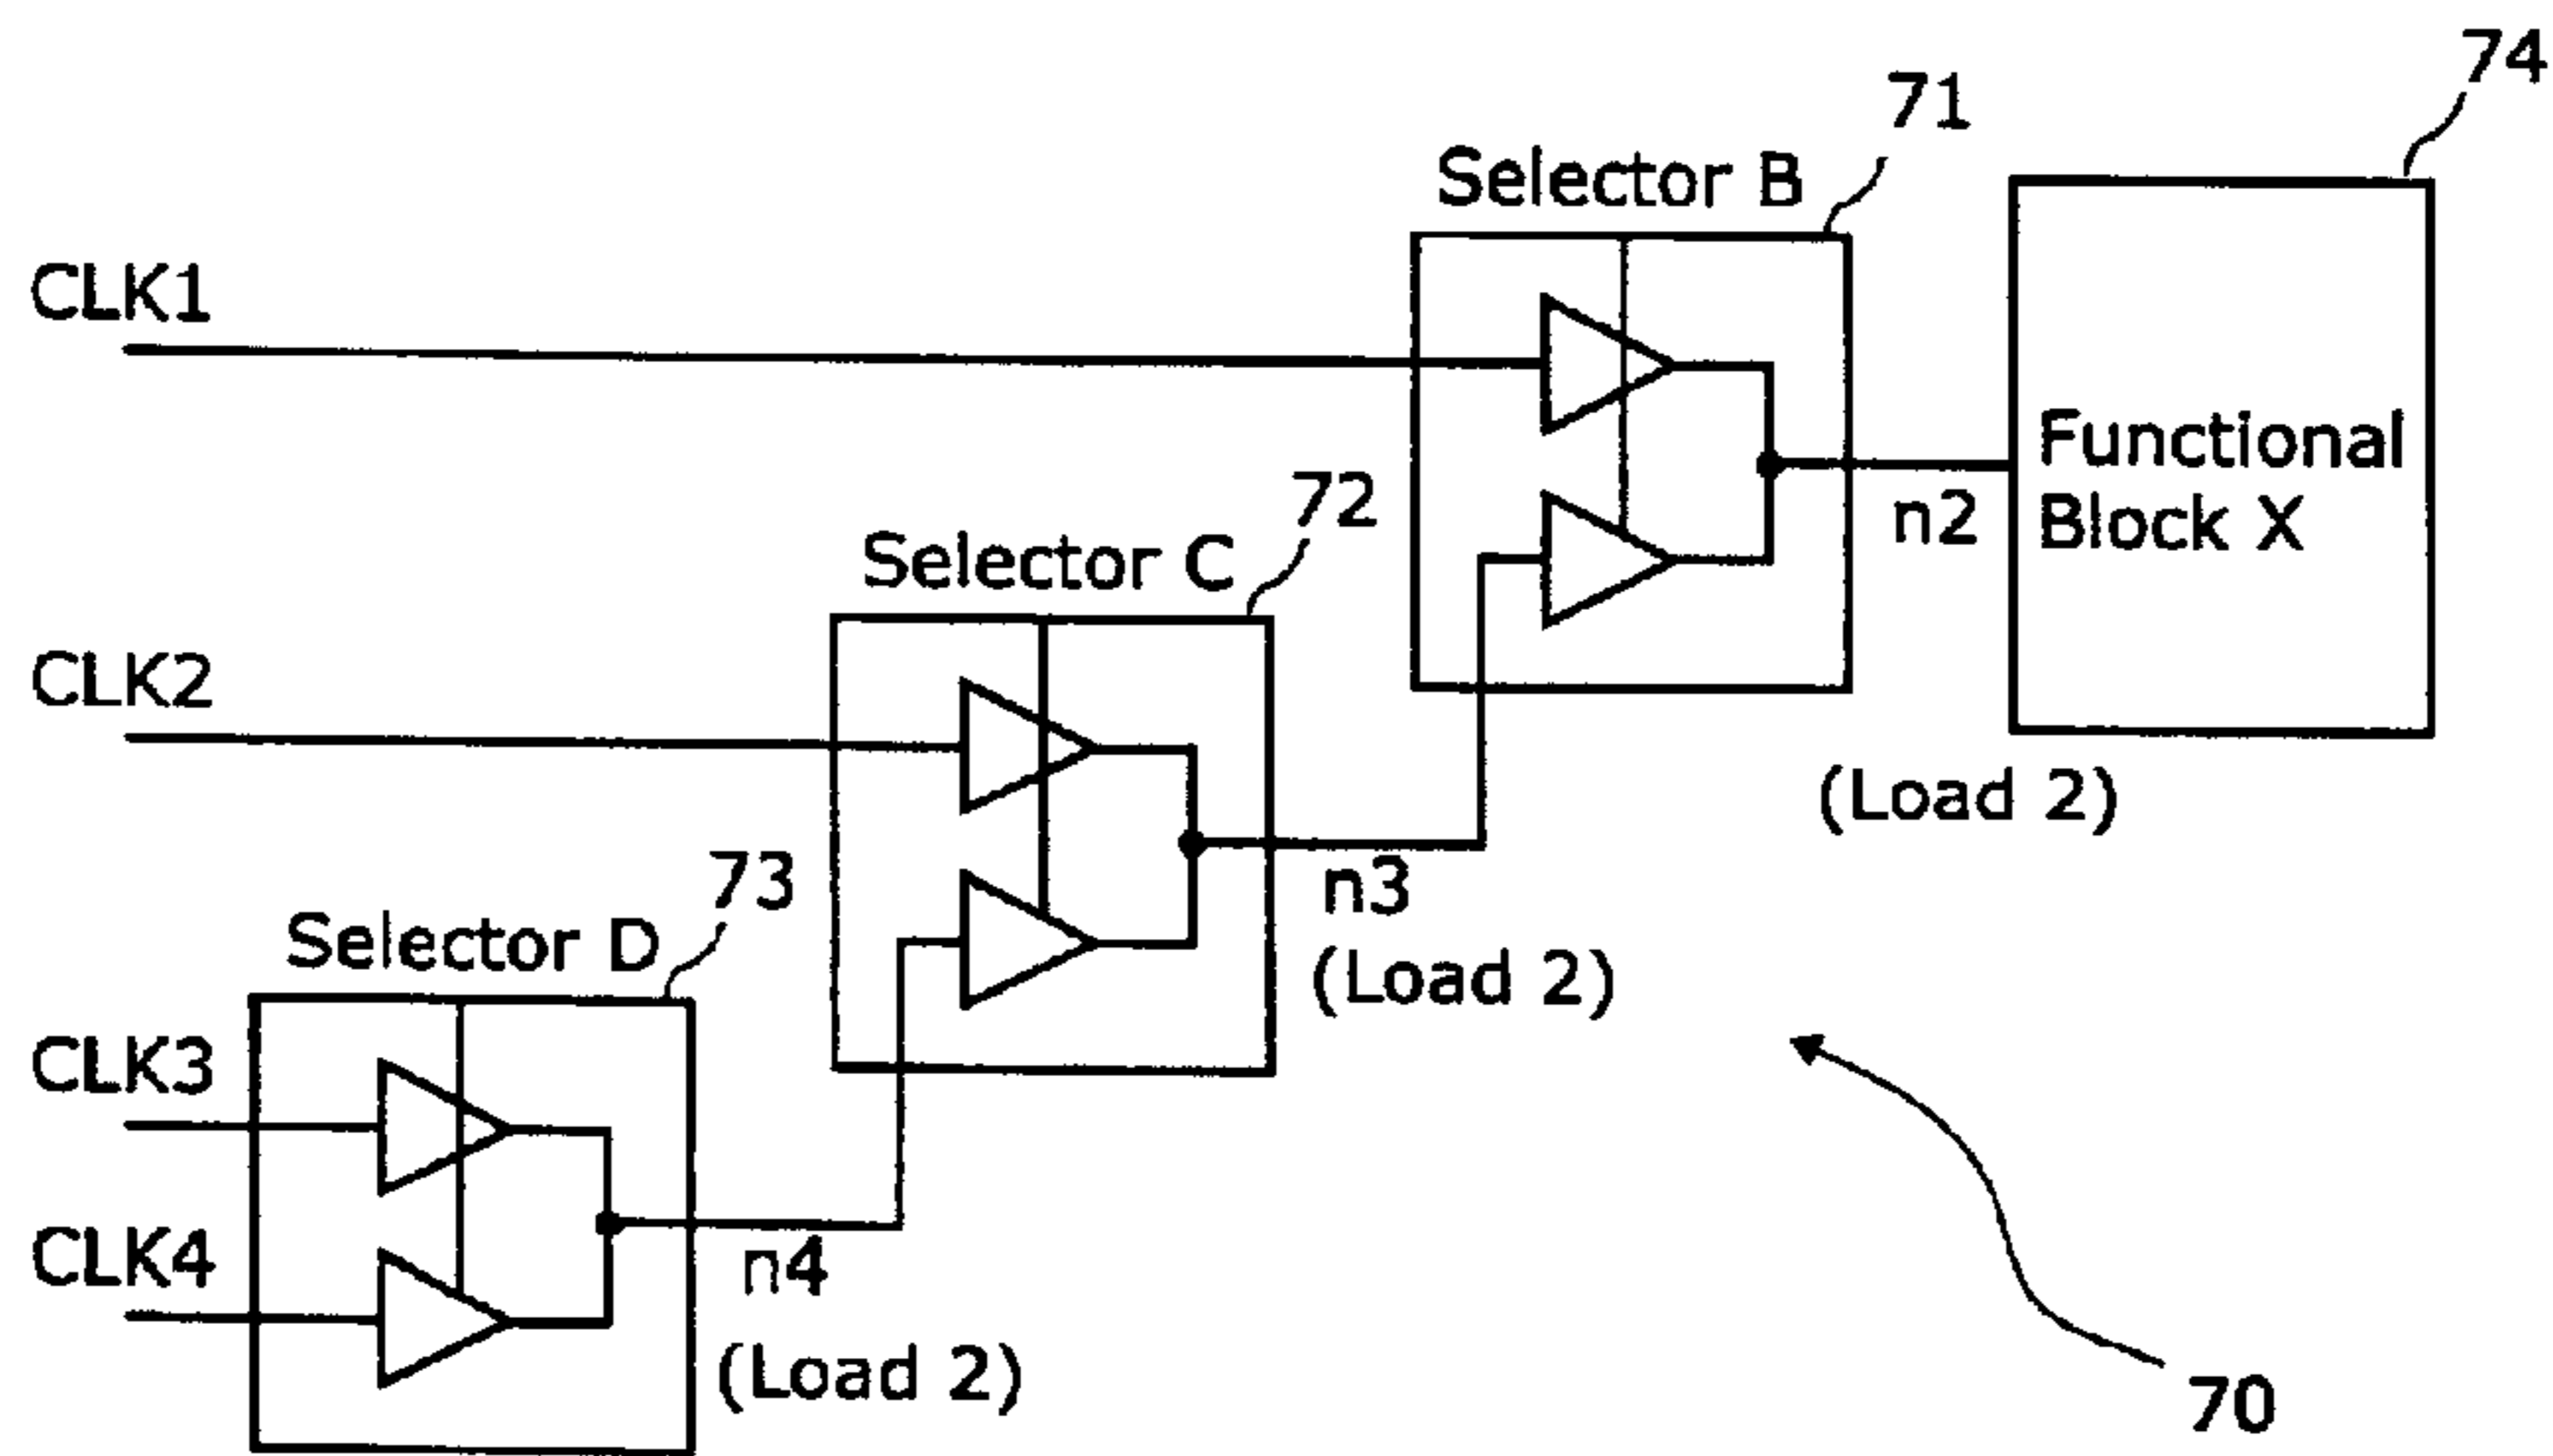 74
71
Selector B
CLK1
Functional
Block X
n2
72
Selector C
CLK2
(Load 2)
n3
(Load 2)
73
Selector D
CLK3
CLK4
n4
(Load 2)
70